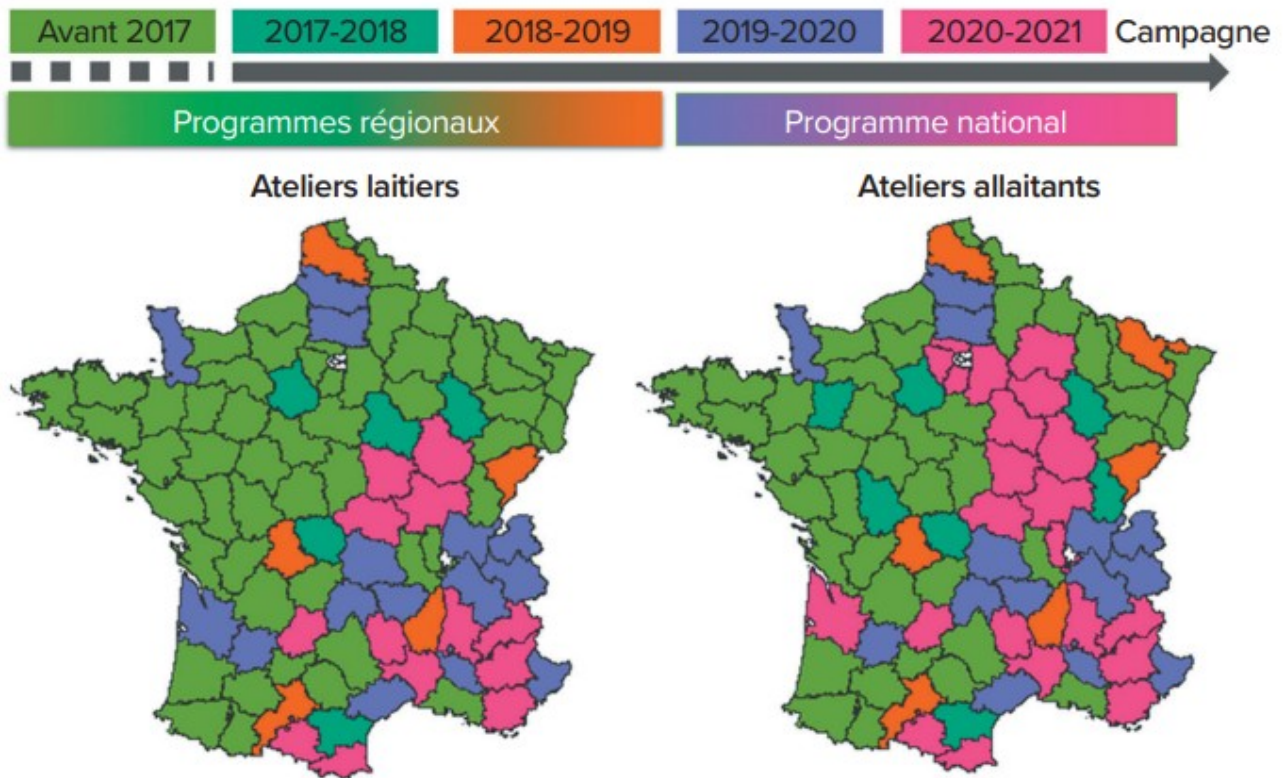 Avant 2017 2017-2018 2018-2019 2019-2020 2020-2021 Campagne
Programmes régionaux Programme national
Ateliers laitiers Ateliers allaitants